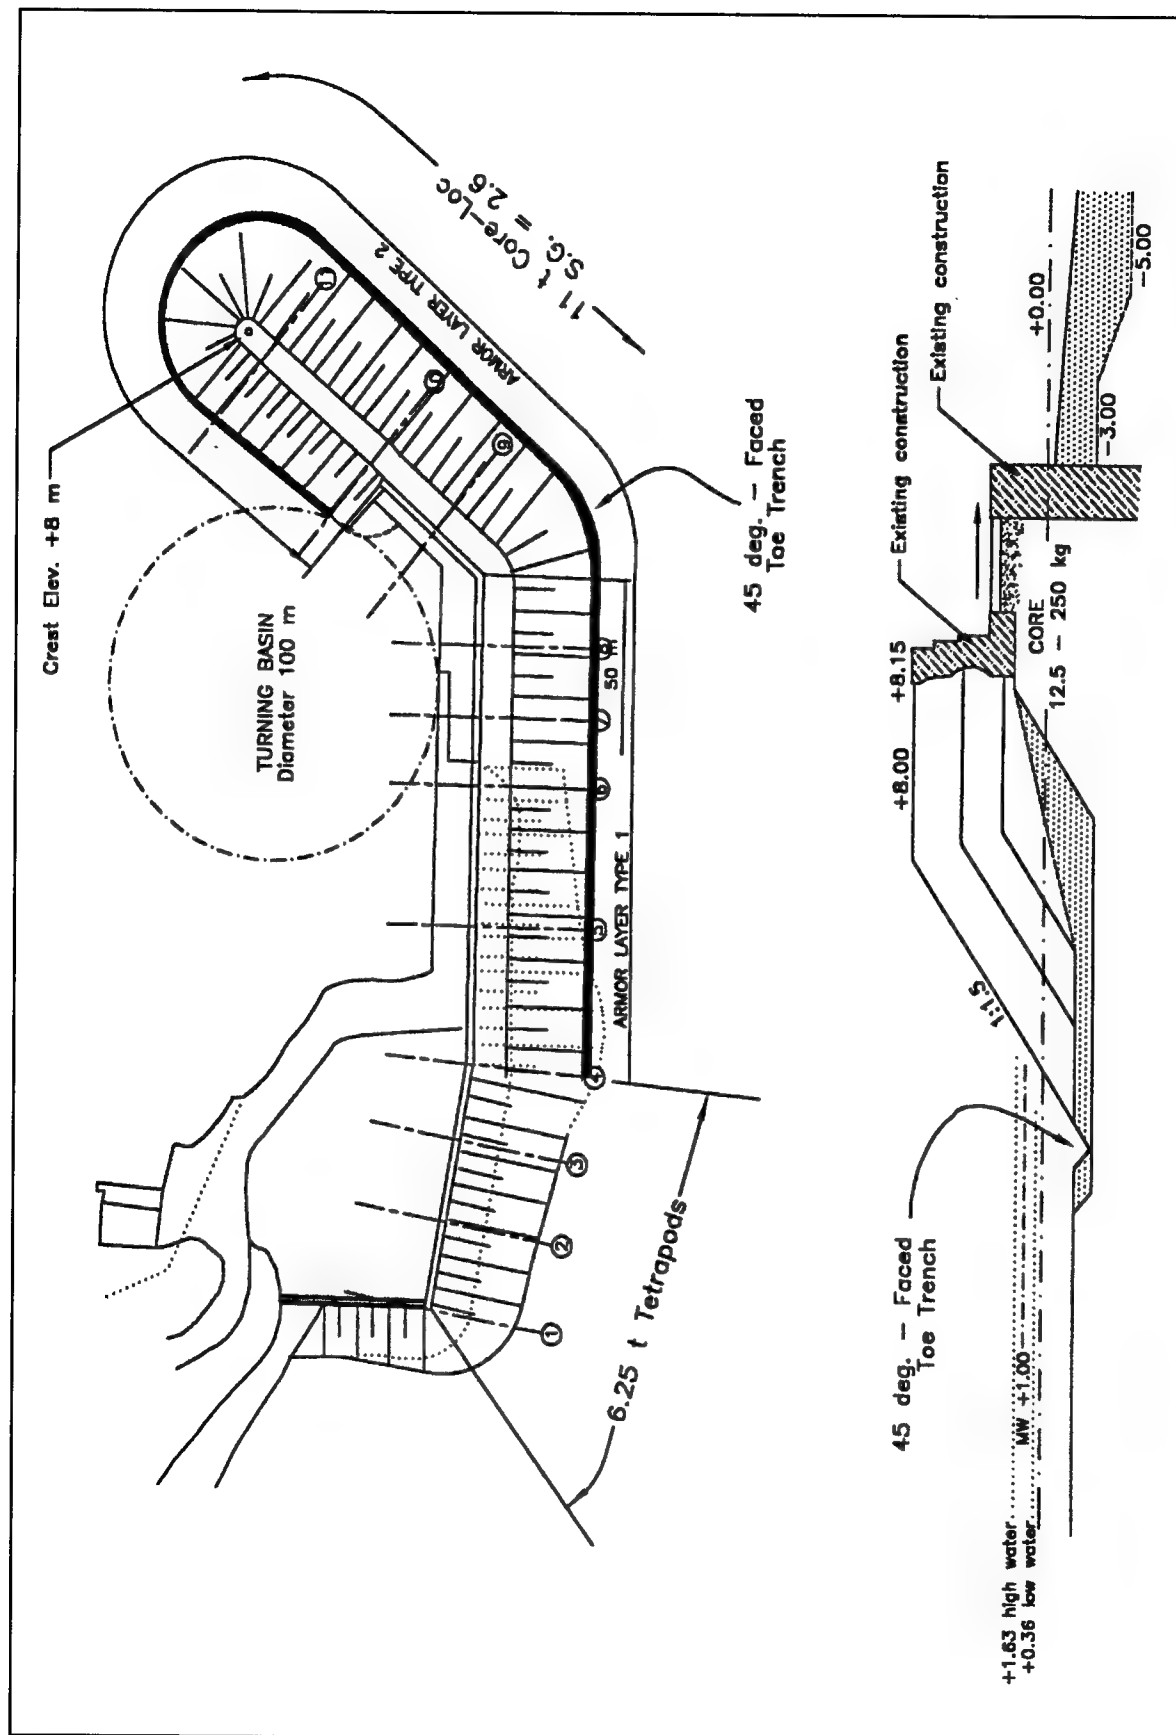 Crest Elev. +8 m
TURNING BASIN
Diameter 100 m
11 t Core-Loc
S.G. = 2.6
ARMOR LAYER TYPE 2
11
9
45 deg. - Faced
Toe Trench
8
50 m
7
6
5
ARMOR LAYER TYPE 1
4
3
2
1
6.25 t Tetrapods
Existing construction
Existing construction
+8.15
+8.00
+0.00
-3.00
-5.00
CORE
12.5 - 250 kg
1:1.5
45 deg. - Faced
Toe Trench
MW +1.00
+1.63 high water
+0.36 low water